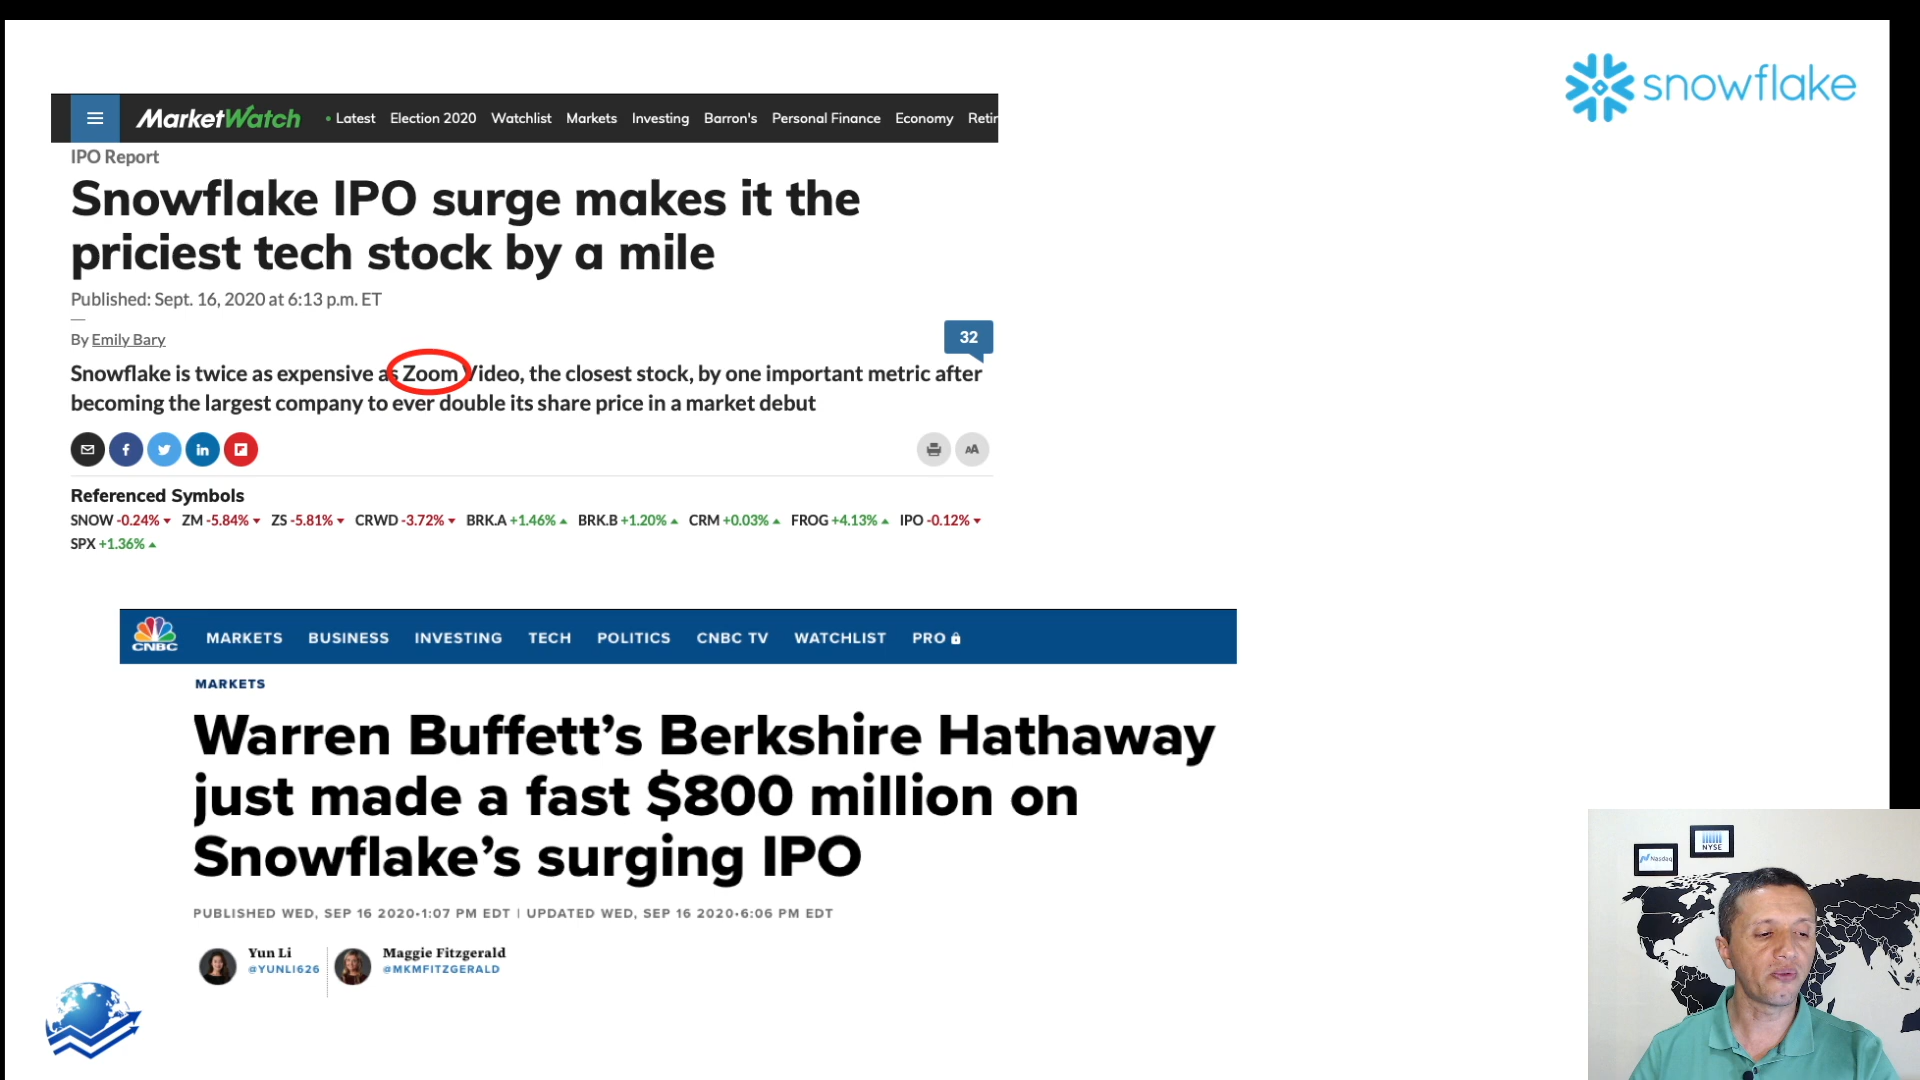 snowflake
MarketWatch • Latest Election 2020 Watchlist Markets Investing Barron's Personal Finance Economy Retir
IPO Report
Snowflake IPO surge makes it the
priciest tech stock by a mile
Published: Sept. 16, 2020 at 6:13 p.m. ET
By Emily Bary
32
Snowflake is twice as expensive as Zoom Video, the closest stock, by one important metric after
becoming the largest company to ever double its share price in a market debut
AA
Referenced Symbols
SNOW -0.24% ZM -5.84% ZS -5.81% CRWD -3.72% BRK.A +1.46% BRK.B +1.20% CRM +0.03% FROG +4.13% IPO -0.12%
SPX +1.36%
CNBC MARKETS BUSINESS INVESTING TECH POLITICS CNBC TV WATCHLIST PRO
MARKETS
Warren Buffett’s Berkshire Hathaway
just made a fast $800 million on
Snowflake’s surging IPO
PUBLISHED WED, SEP 16 2020•1:07 PM EDT | UPDATED WED, SEP 16 2020•6:06 PM EDT
Yun Li
@YUNLI626
Maggie Fitzgerald
@MKMFITZGERALD
NYSE
Nasdaq